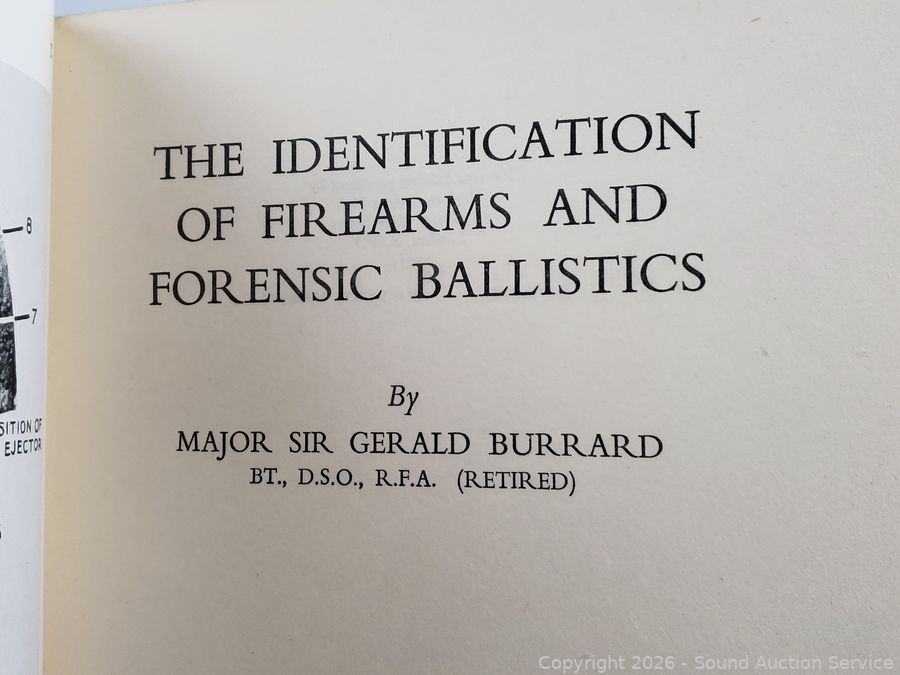 8
7
SITION OF
EJECTOR
THE IDENTIFICATION
OF FIREARMS AND
FORENSIC BALLISTICS
By
MAJOR SIR GERALD BURRARD
BT., D.S.O., R.F.A. (RETIRED)
Copyright 2026 - Sound Auction Service